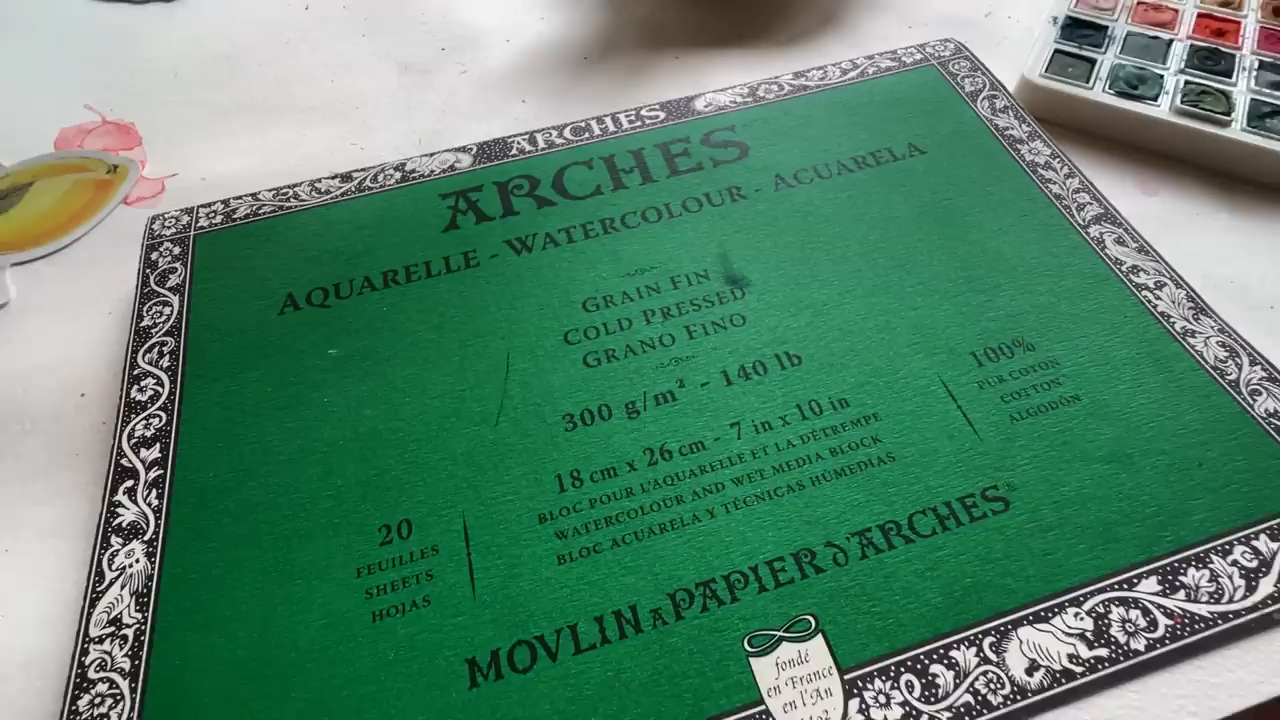 ARCHES
ARCHES
AQUARELLE - WATERCOLOUR - ACUARELA
GRAIN FIN
COLD PRESSED
GRANO FINO
300 g/m² - 140 lb
18 cm x 26 cm - 7 in x 10 in
BLOC POUR L'AQUARELLE ET LA DÉTREMPE
WATERCOLOUR AND WET MEDIA BLOCK
BLOC ACUARELA Y TÉCNICAS HÚMEDIAS
100%
PUR COTON
COTTON
ALGODÓN
20
FEUILLES
SHEETS
HOJAS
MOVLIN A PAPIER d'ARCHES®
fondé
en France
en l'An